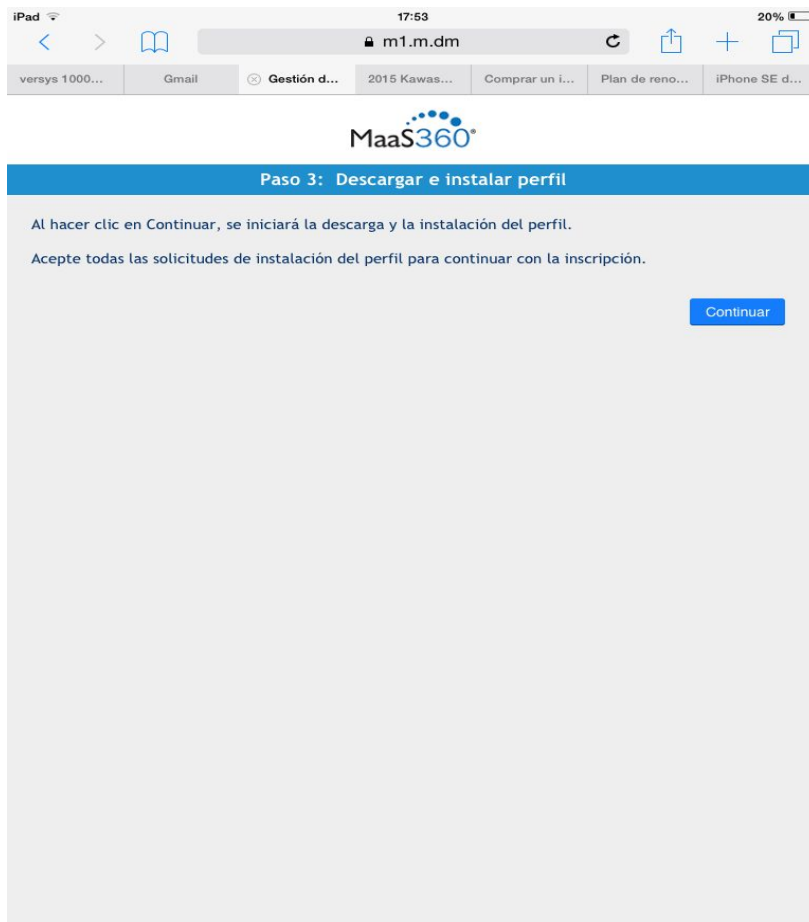 iPad 17:53 20%
m1.m.dm
versys 1000... Gmail Gestión d... 2015 Kawas... Comprar un i... Plan de reno... iPhone SE d...
MaaS360®
Paso 3: Descargar e instalar perfil
Al hacer clic en Continuar, se iniciará la descarga y la instalación del perfil.
Acepte todas las solicitudes de instalación del perfil para continuar con la inscripción.
Continuar